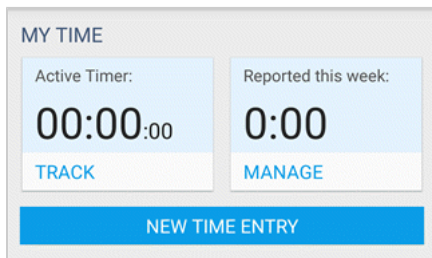 MY TIME
Active Timer:
00:00:00
TRACK
Reported this week:
0:00
MANAGE
NEW TIME ENTRY